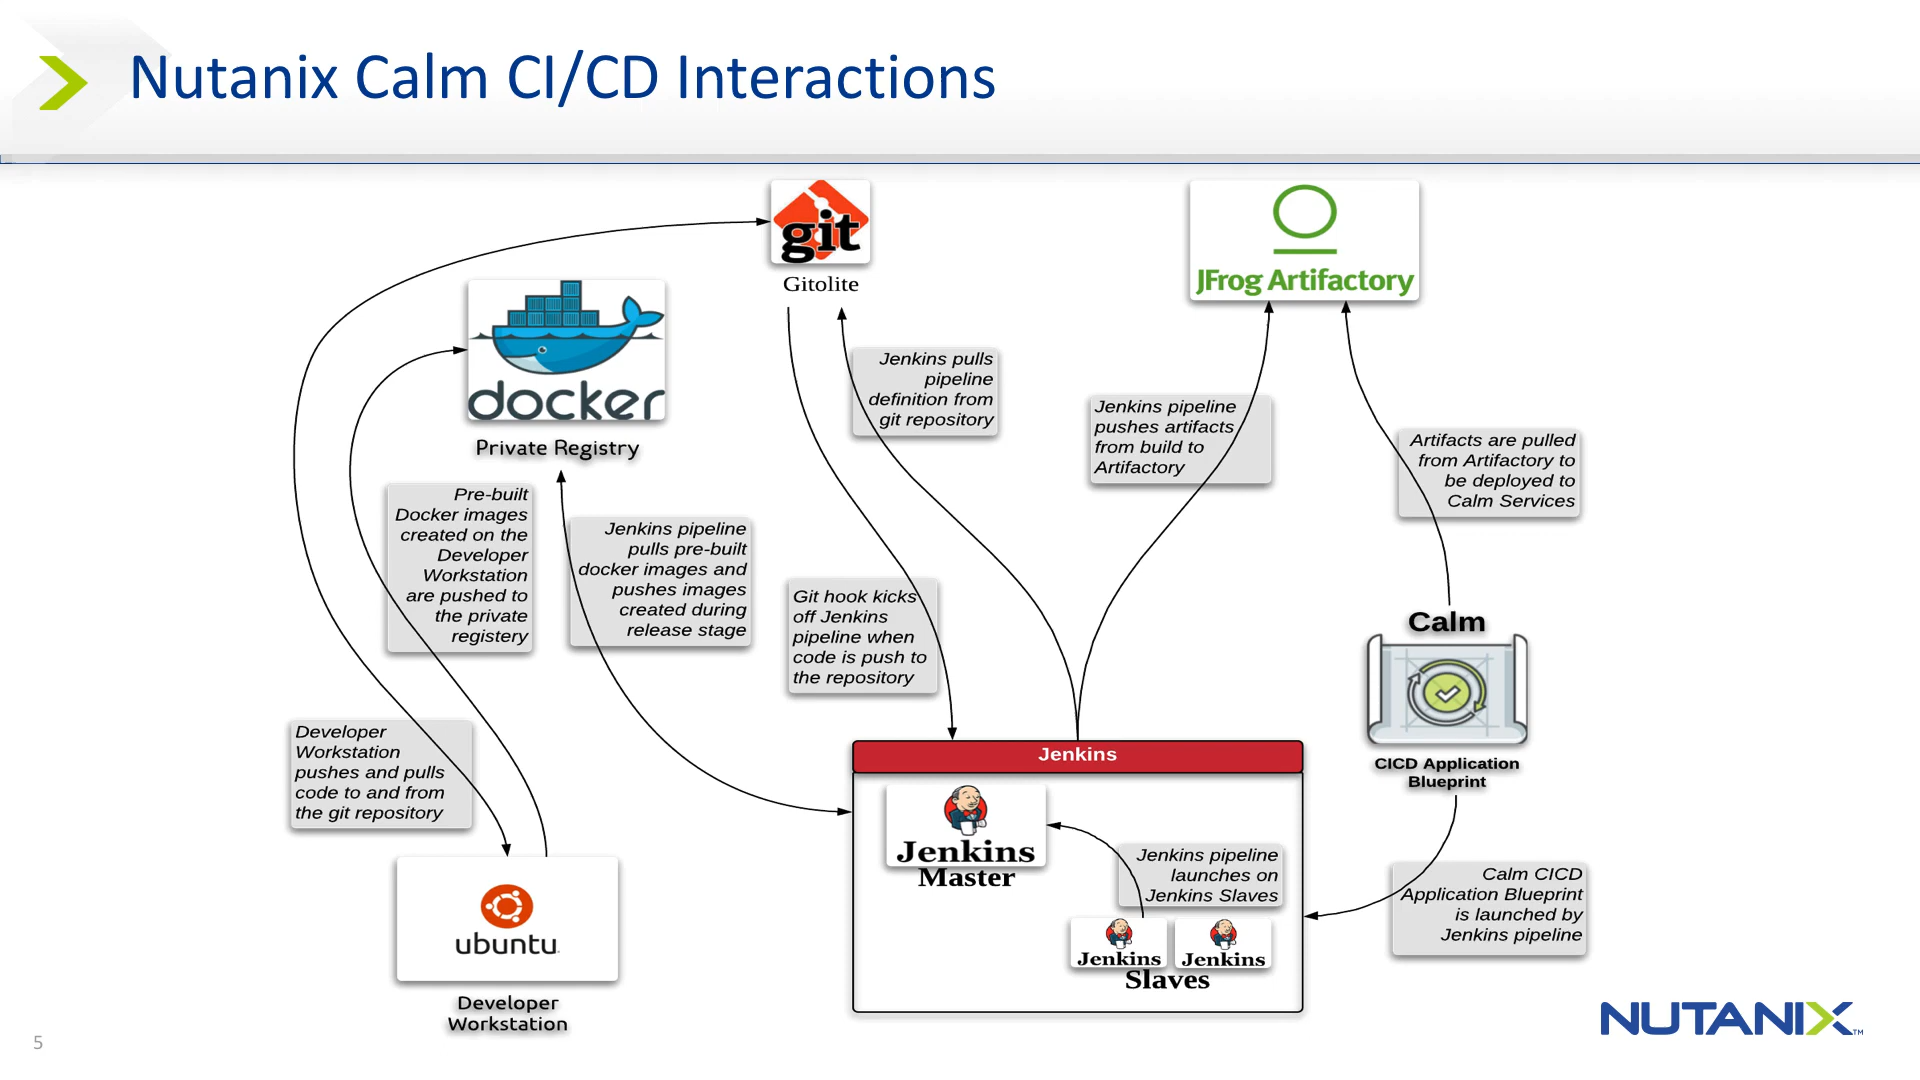 Nutanix Calm CI/CD Interactions
git
Gitolite
JFrog Artifactory
docker
Private Registry
Jenkins pulls
pipeline
definition from
git repository
Jenkins pipeline
pushes artifacts
from build to
Artifactory
Artifacts are pulled
from Artifactory to
be deployed to
Calm Services
Pre-built
Docker images
created on the
Developer
Workstation
are pushed to
the private
registery
Jenkins pipeline
pulls pre-built
docker images and
pushes images
created during
release stage
Git hook kicks
off Jenkins
pipeline when
code is push to
the repository
Calm
CICD Application
Blueprint
Developer
Workstation
pushes and pulls
code to and from
the git repository
Jenkins
Jenkins
Master
Jenkins pipeline
launches on
Jenkins Slaves
Jenkins
Jenkins
Slaves
Calm CICD
Application Blueprint
is launched by
Jenkins pipeline
ubuntu
Developer
Workstation
NUTANIX™
5